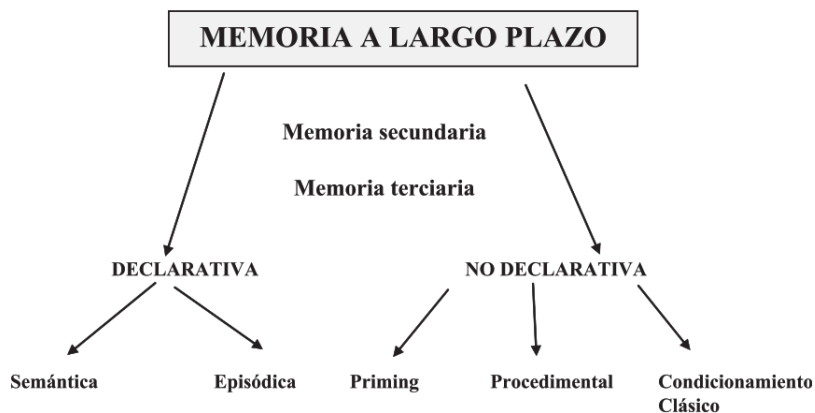 MEMORIA A LARGO PLAZO
Memoria secundaria
Memoria terciaria
DECLARATIVA
NO DECLARATIVA
Semántica
Episódica
Priming
Procedimental
Condicionamiento
Clásico